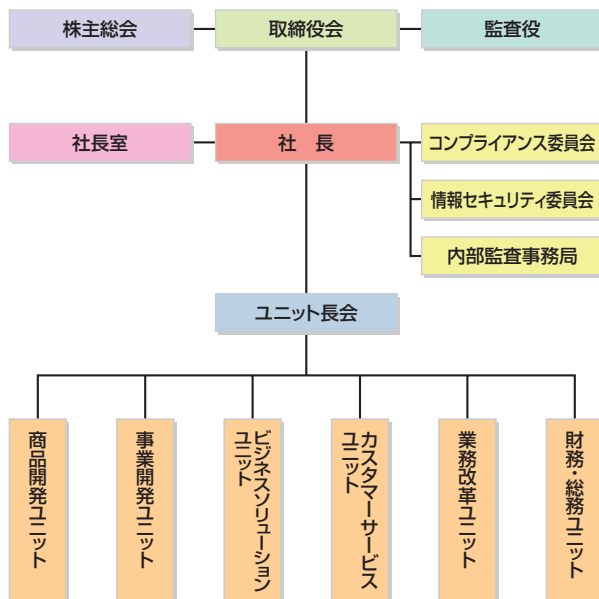 株主総会
取締役会
監査役
社長室
社　長
コンプライアンス委員会
情報セキュリティ委員会
内部監査事務局
ユニット長会
商品開発ユニット
事業開発ユニット
ビジネスソリューション
ユニット
カスタマーサービス
ユニット
業務改革ユニット
財務・総務ユニット